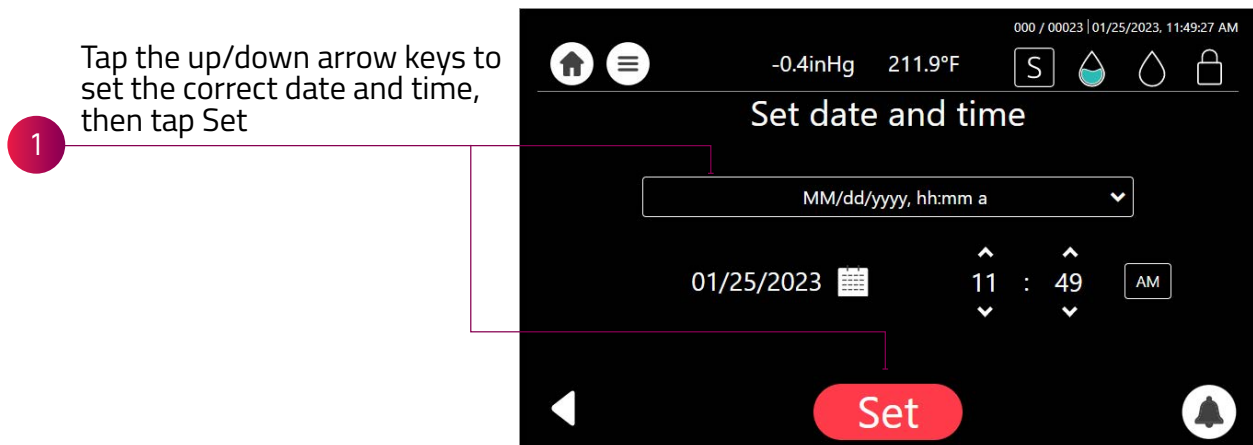 Tap the up/down arrow keys to
set the correct date and time,
then tap Set
1
000 / 00023 | 01/25/2023, 11:49:27 AM
-0.4inHg 211.9°F S
Set date and time
MM/dd/yyyy, hh:mm a
01/25/2023 11 : 49 AM
Set